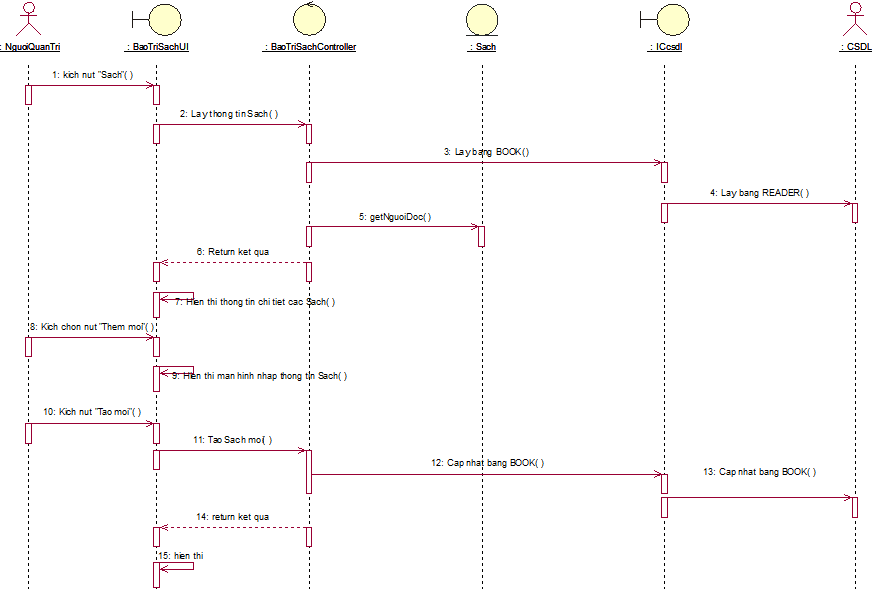 : NguoiQuanTri
: BaoTriSachUI
: BaoTriSachController
: Sach
: ICcsdl
: CSDL
1: kich nut "Sach"( )
2: Lay thong tin Sach( )
3: Lay bang BOOK()
4: Lay bang READER( )
5: getNguoiDoc( )
6: Return ket qua
7: Hien thi thong tin chi tiet cac Sach( )
8: Kich chon nut "Them moi"( )
9: Hien thi man hinh nhap thong tin Sach( )
10: Kich nut "Tao moi"( )
11: Tao Sach moi( )
12: Cap nhat bang BOOK( )
13: Cap nhat bang BOOK( )
14: return ket qua
15: hien thi